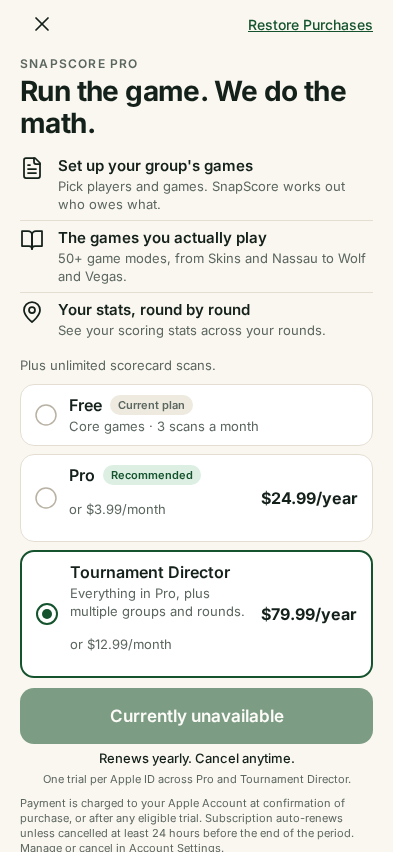 Restore Purchases
SNAPSCORE PRO
Run the game. We do the
math.
Set up your group's games
Pick players and games. SnapScore works out
who owes what.
The games you actually play
50+ game modes, from Skins and Nassau to Wolf
and Vegas.
Your stats, round by round
See your scoring stats across your rounds.
Plus unlimited scorecard scans.
Free Current plan
Core games · 3 scans a month
Pro Recommended
or $3.99/month
$24.99/year
Tournament Director
Everything in Pro, plus
multiple groups and rounds.
$79.99/year
or $12.99/month
Currently unavailable
Renews yearly. Cancel anytime.
One trial per Apple ID across Pro and Tournament Director.
Payment is charged to your Apple Account at confirmation of
purchase, or after any eligible trial. Subscription auto-renews
unless cancelled at least 24 hours before the end of the period.
Manage or cancel in Account Settings.